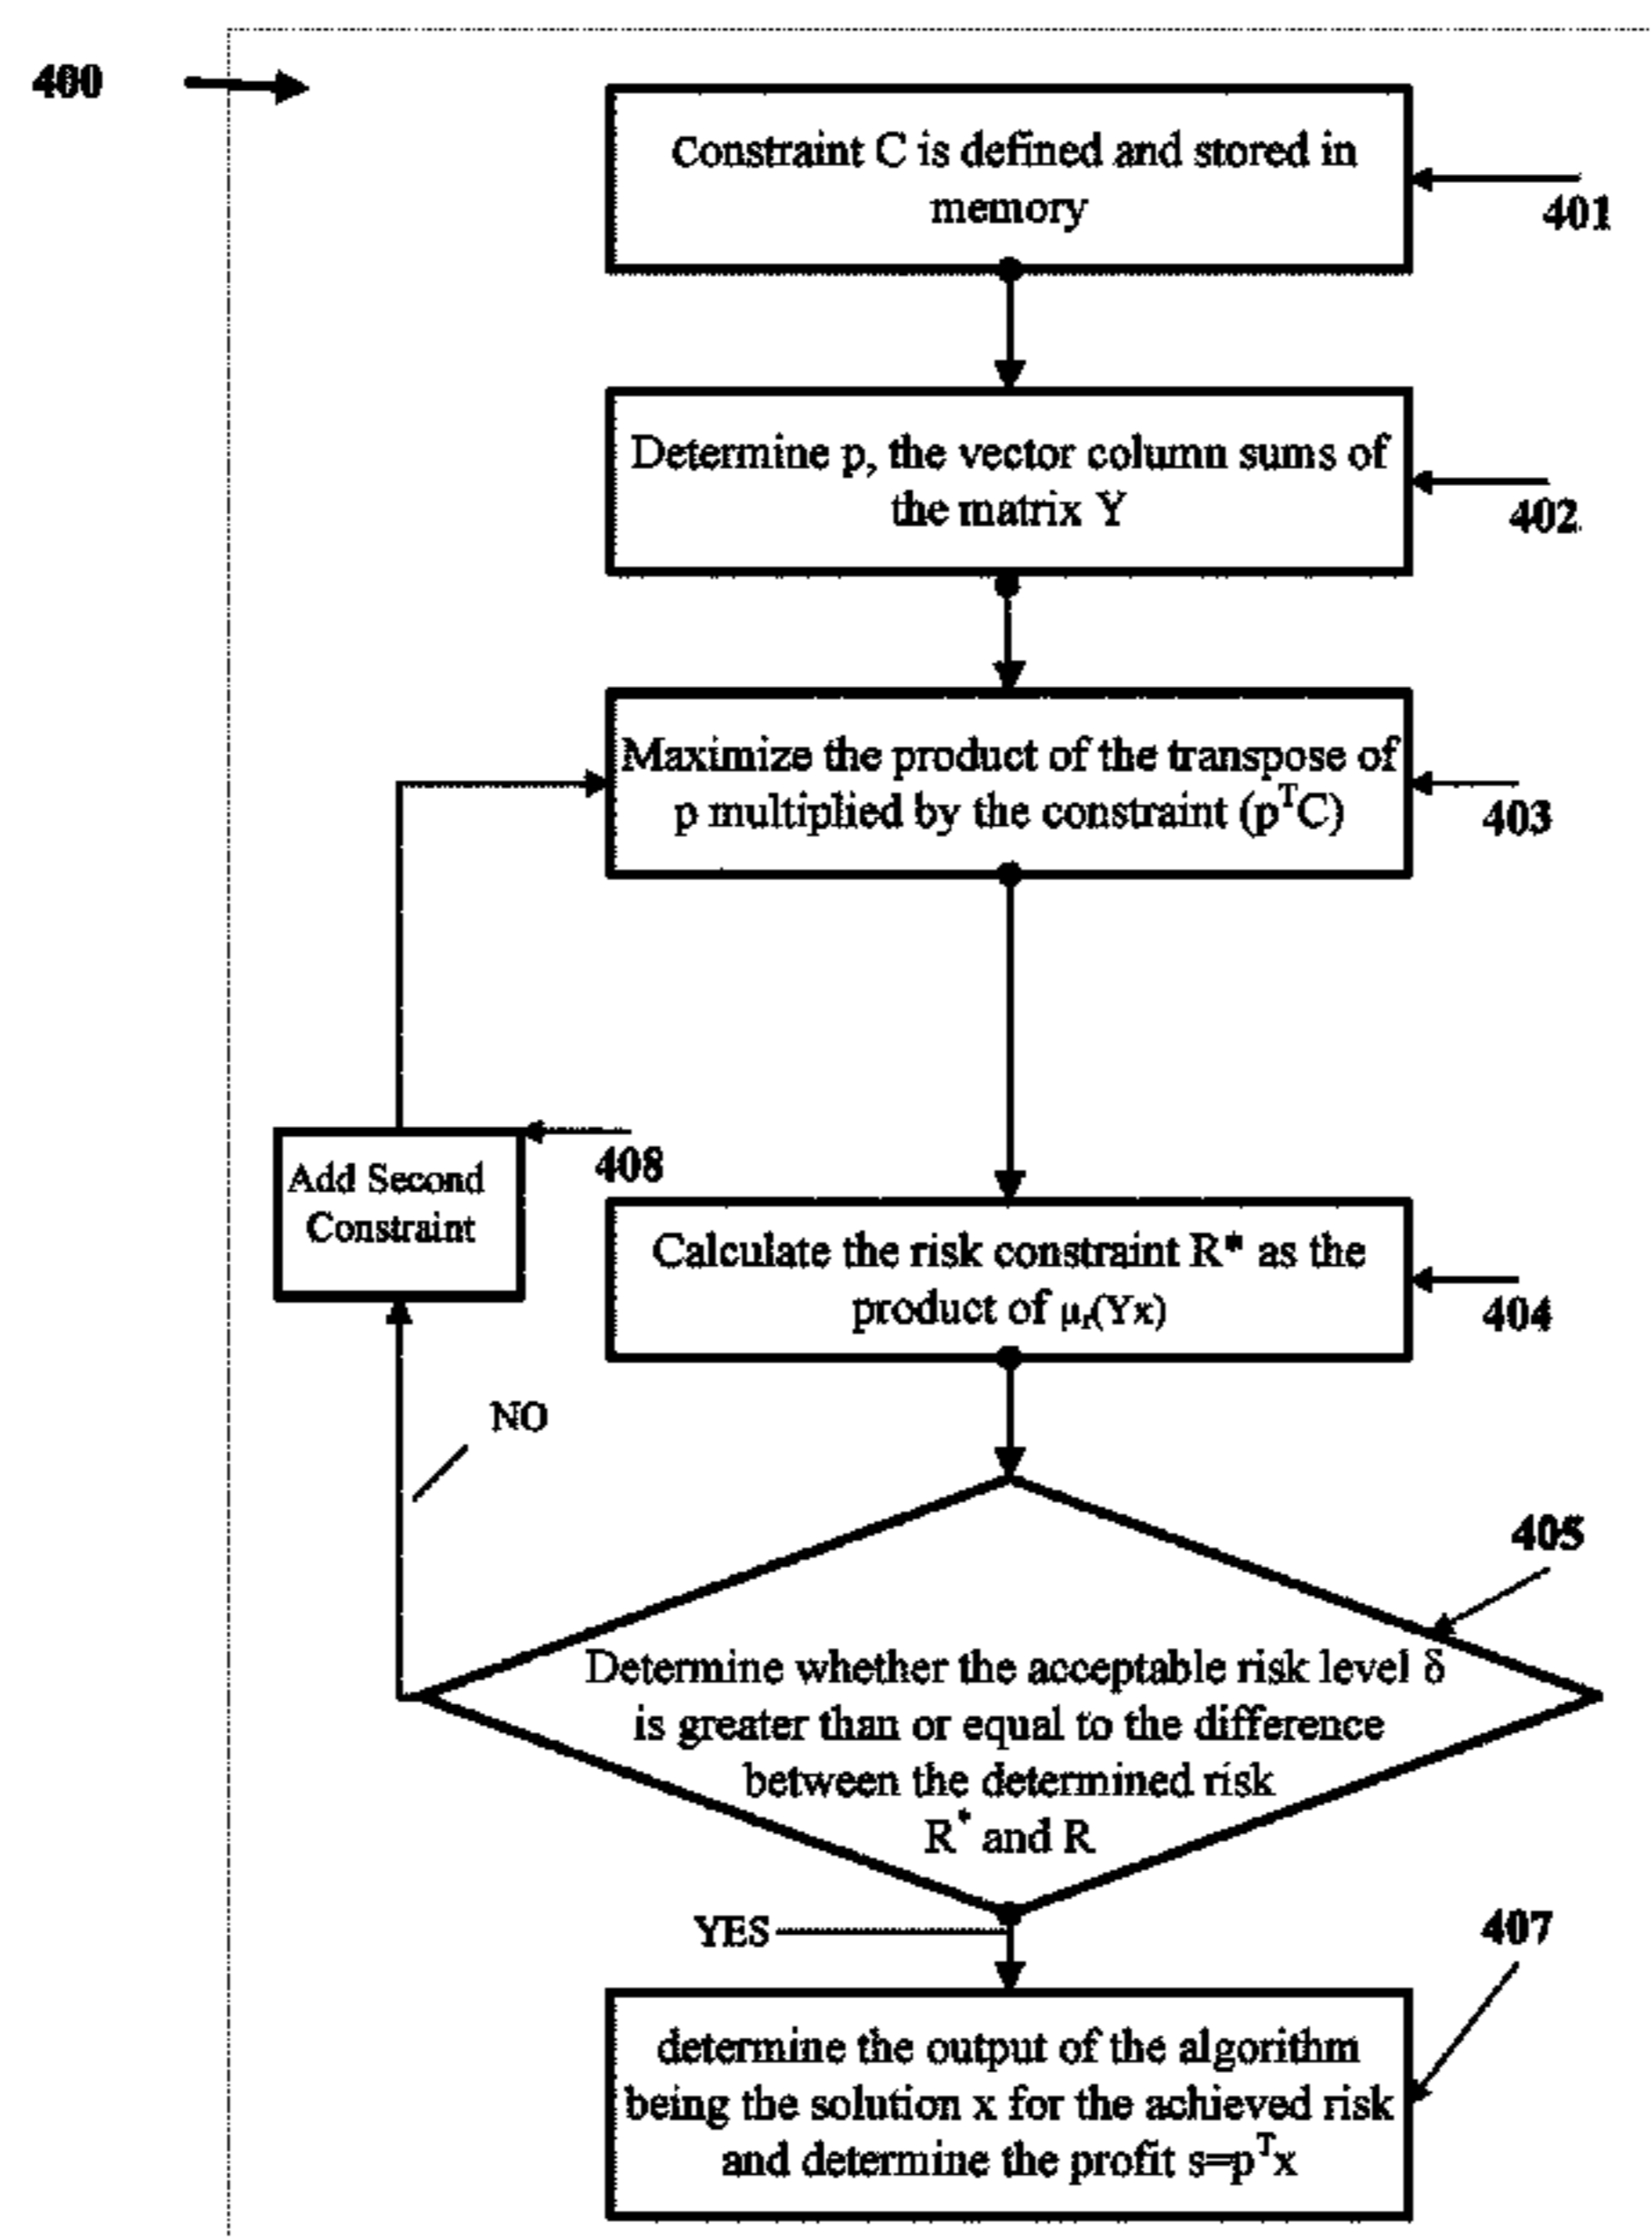 400
Constraint C is defined and stored in
memory
401
Determine p, the vector column sums of
the matrix Y
402
Maximize the product of the transpose of
p multiplied by the constraint (pᵀC)
403
Add Second
Constraint
408
Calculate the risk constraint R* as the
product of μᵣ(Yx)
404
NO
405
Determine whether the acceptable risk level δ
is greater than or equal to the difference
between the determined risk
R* and R
YES
407
determine the output of the algorithm
being the solution x for the achieved risk
and determine the profit s=pᵀx